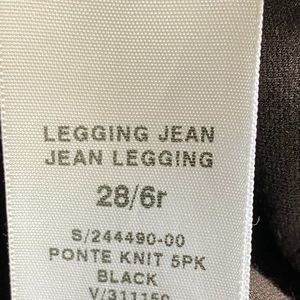 LEGGING JEAN
JEAN LEGGING
28/6r
S/244490-00
PONTE KNIT 5PK
BLACK